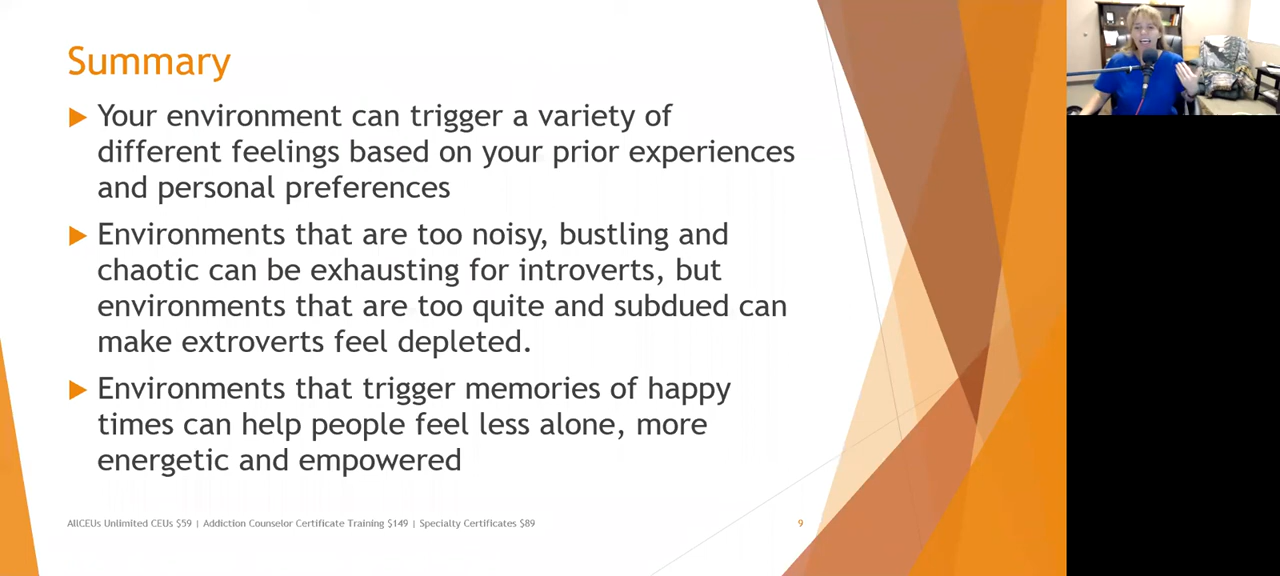 Summary
Your environment can trigger a variety of
different feelings based on your prior experiences
and personal preferences
Environments that are too noisy, bustling and
chaotic can be exhausting for introverts, but
environments that are too quite and subdued can
make extroverts feel depleted.
Environments that trigger memories of happy
times can help people feel less alone, more
energetic and empowered
AllCEUs Unlimited CEUs $59 | Addiction Counselor Certificate Training $149 | Specialty Certificates $89
9